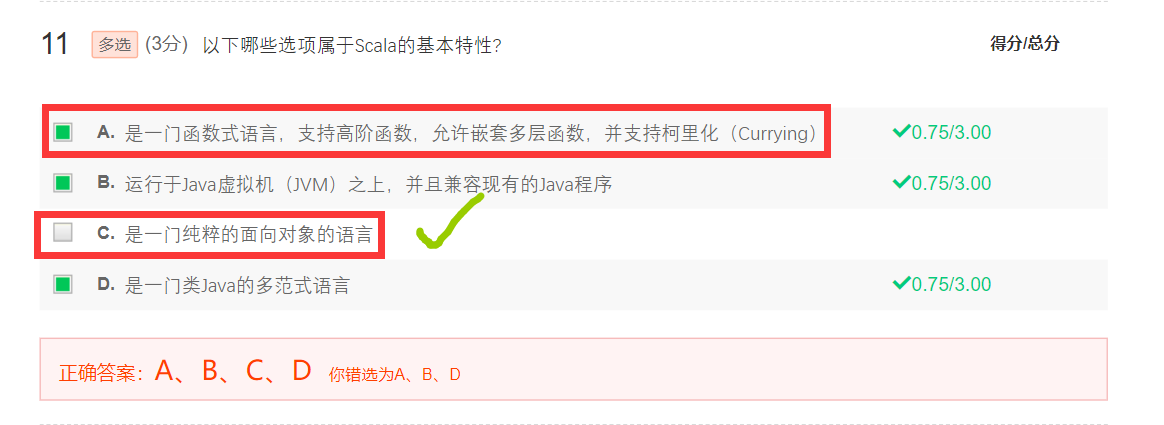 11 多选 (3分) 以下哪些选项属于Scala的基本特性? 得分/总分
A. 是一门函数式语言，支持高阶函数，允许嵌套多层函数，并支持柯里化（Currying） 0.75/3.00
B. 运行于Java虚拟机（JVM）之上，并且兼容现有的Java程序 0.75/3.00
C. 是一门纯粹的面向对象的语言
D. 是一门类Java的多范式语言 0.75/3.00
正确答案：A、B、C、D 你错选为A、B、D